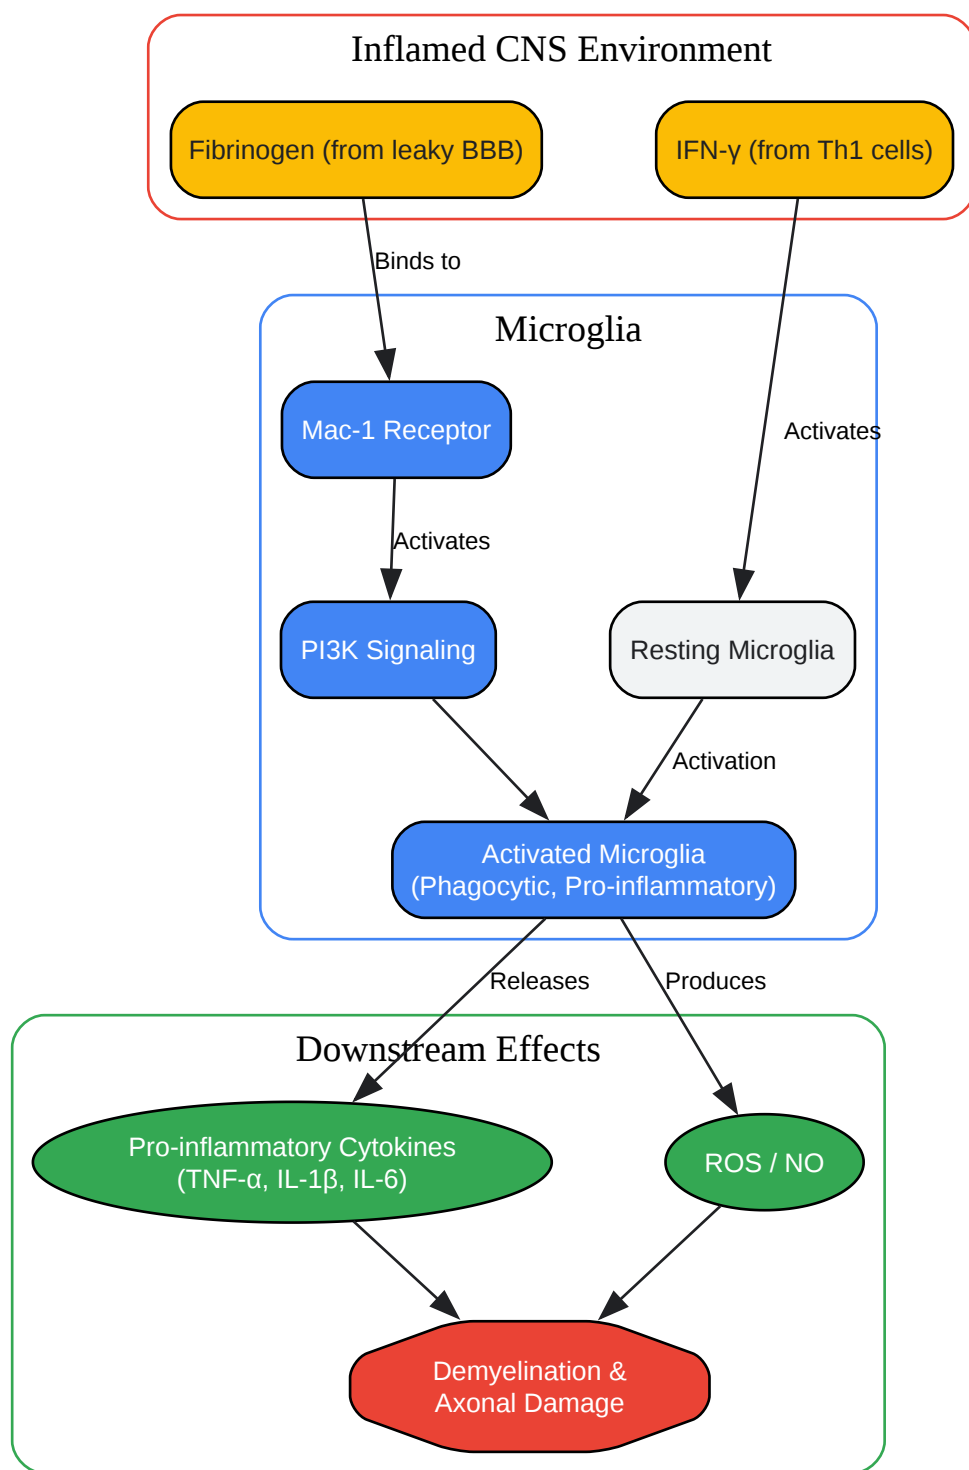 Inflamed CNS Environment
Fibrinogen (from leaky BBB)
IFN-γ (from Th1 cells)
Binds to
Microglia
Mac-1 Receptor
Activates
Activates
PI3K Signaling
Resting Microglia
Activation
Activated Microglia
(Phagocytic, Pro-inflammatory)
Releases
Produces
Downstream Effects
Pro-inflammatory Cytokines
(TNF-α, IL-1β, IL-6)
ROS / NO
Demyelination &
Axonal Damage